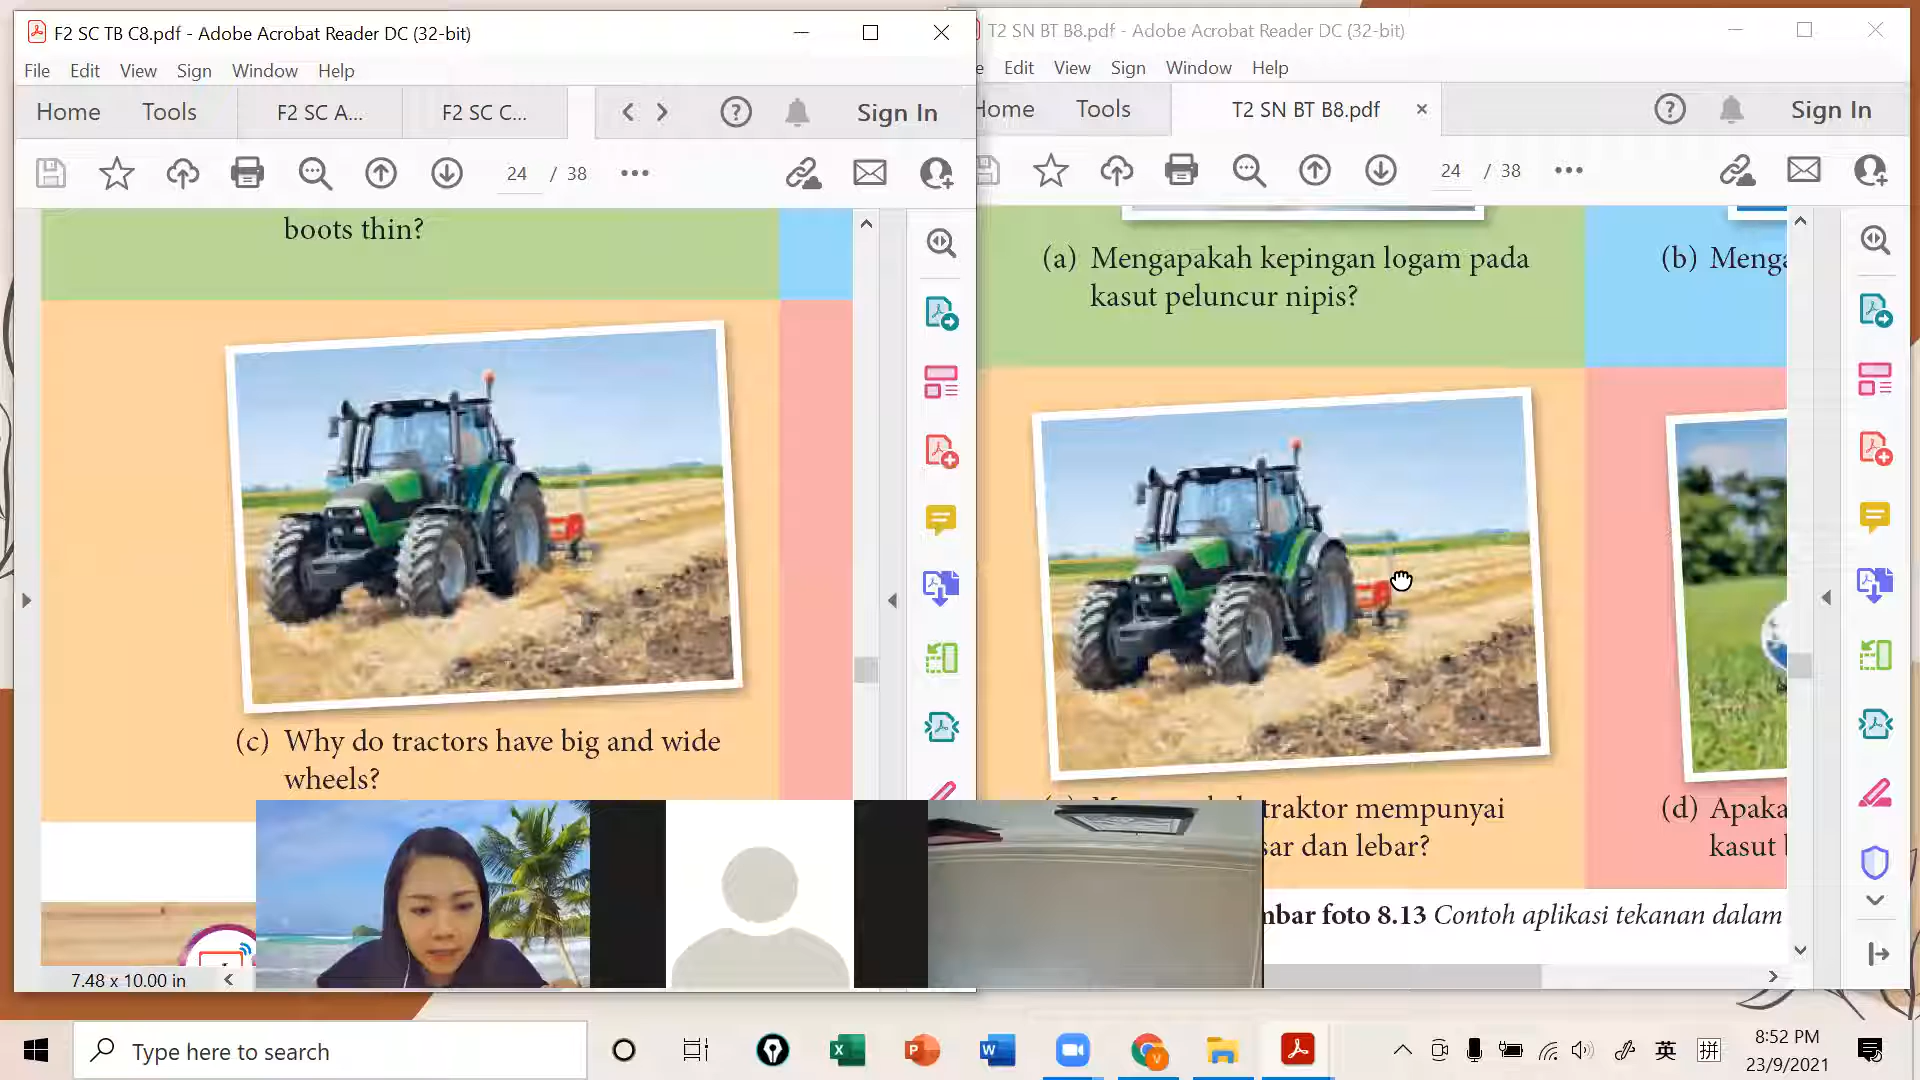 F2 SC TB C8.pdf - Adobe Acrobat Reader DC (32-bit)
File Edit View Sign Window Help
Home Tools F2 SC A... F2 SC C... Sign In
24 / 38
boots thin?
(c) Why do tractors have big and wide
wheels?
7.48 x 10.00 in
T2 SN BT B8.pdf - Adobe Acrobat Reader DC (32-bit)
Edit View Sign Window Help
Home Tools T2 SN BT B8.pdf Sign In
24 / 38
(a) Mengapakah kepingan logam pada
kasut peluncur nipis?
(b)
traktor mempunyai
dan lebar?
(d)
kasut
foto 8.13 Contoh aplikasi tekanan dalam
Type here to search
英 拼
8:52 PM
23/9/2021